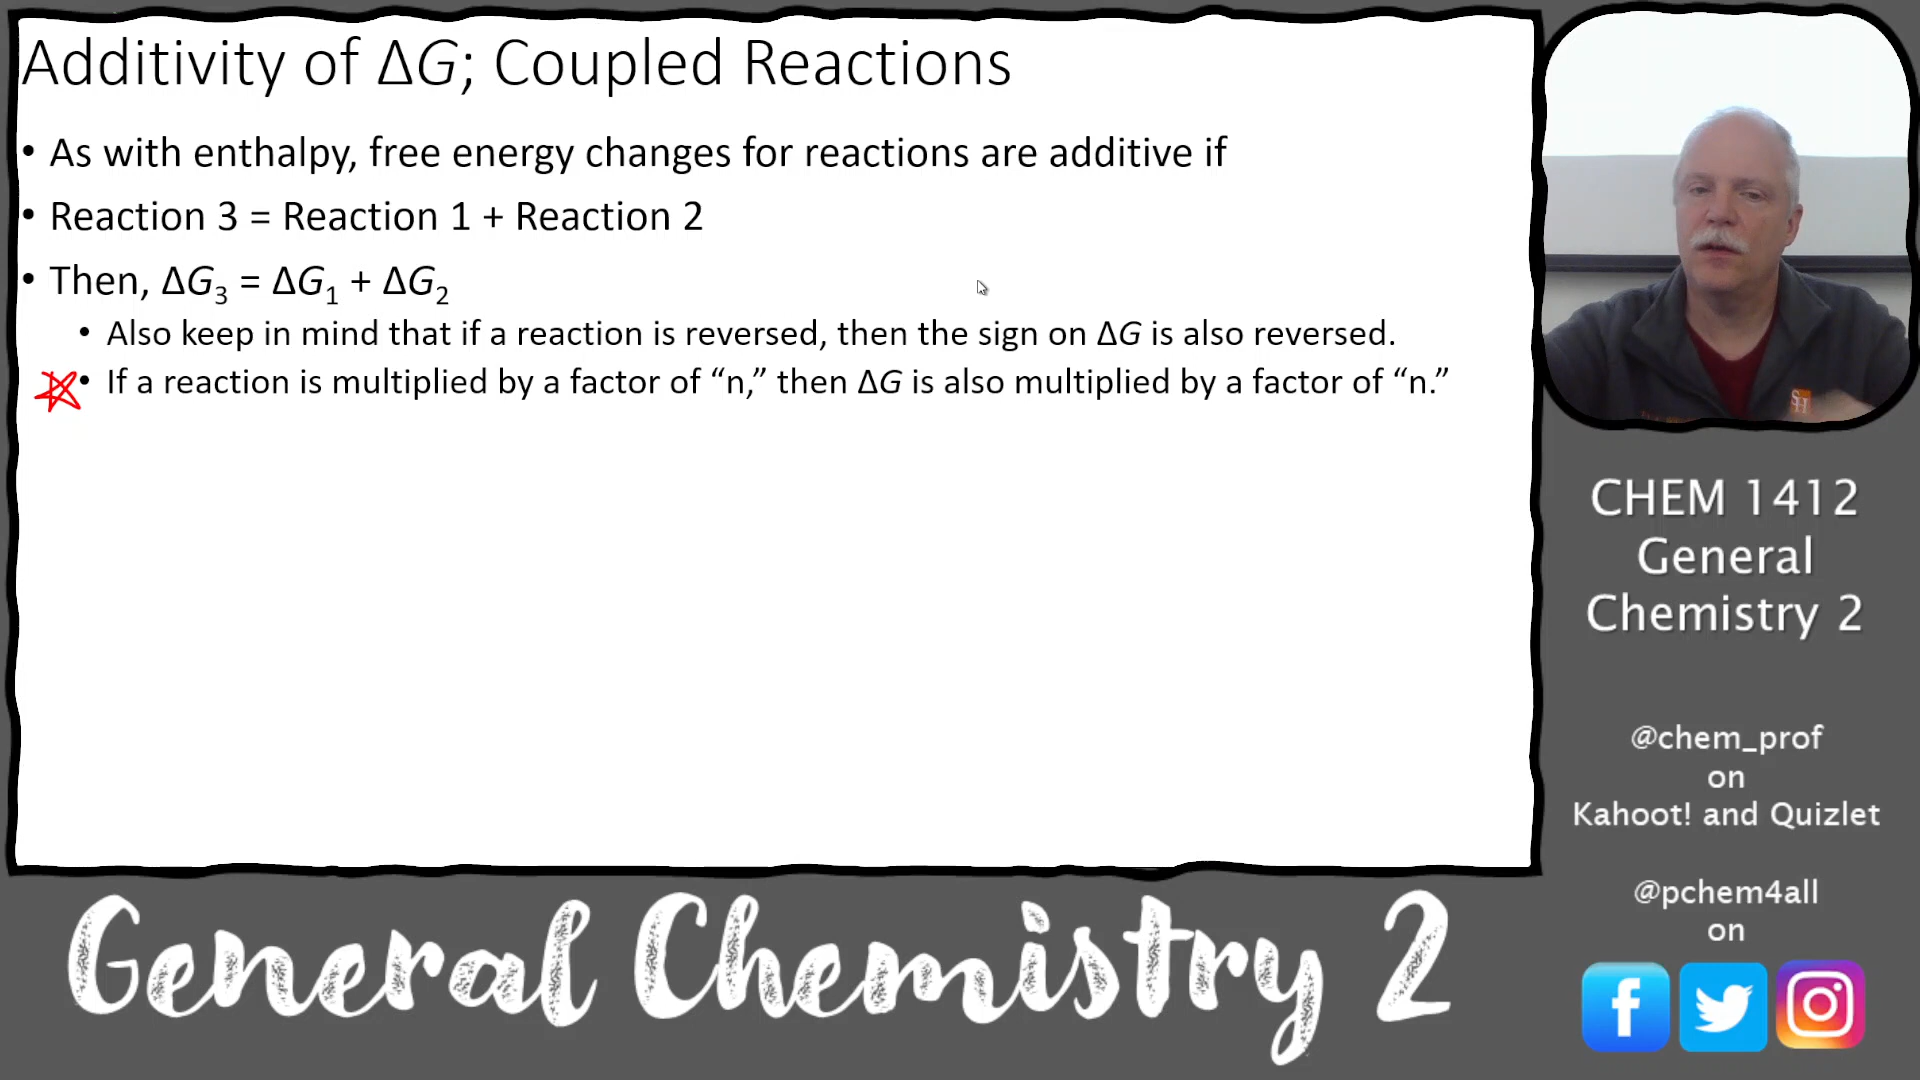 Additivity of ΔG; Coupled Reactions
• As with enthalpy, free energy changes for reactions are additive if
• Reaction 3 = Reaction 1 + Reaction 2
• Then, ΔG₃ = ΔG₁ + ΔG₂
• Also keep in mind that if a reaction is reversed, then the sign on ΔG is also reversed.
• If a reaction is multiplied by a factor of “n,” then ΔG is also multiplied by a factor of “n.”
SH
CHEM 1412
General
Chemistry 2
@chem_prof
on
Kahoot! and Quizlet
@pchem4all
on
General Chemistry 2